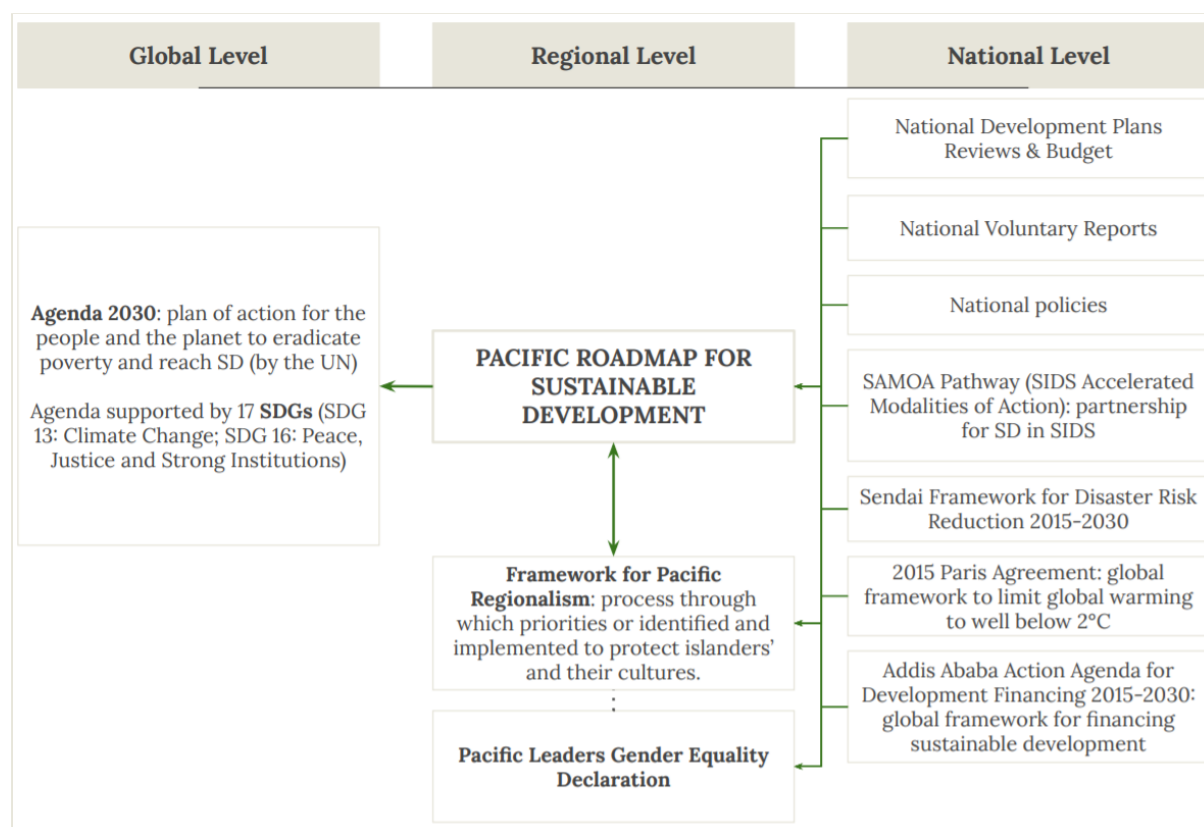 Global Level
Regional Level
National Level
Agenda 2030: plan of action for the
people and the planet to eradicate
poverty and reach SD (by the UN)
Agenda supported by 17 SDGs (SDG
13: Climate Change; SDG 16: Peace,
Justice and Strong Institutions)
PACIFIC ROADMAP FOR
SUSTAINABLE
DEVELOPMENT
Framework for Pacific
Regionalism: process through
which priorities or identified and
implemented to protect islanders’
and their cultures.
Pacific Leaders Gender Equality
Declaration
National Development Plans
Reviews & Budget
National Voluntary Reports
National policies
SAMOA Pathway (SIDS Accelerated
Modalities of Action): partnership
for SD in SIDS
Sendai Framework for Disaster Risk
Reduction 2015-2030
2015 Paris Agreement: global
framework to limit global warming
to well below 2°C
Addis Ababa Action Agenda for
Development Financing 2015-2030:
global framework for financing
sustainable development